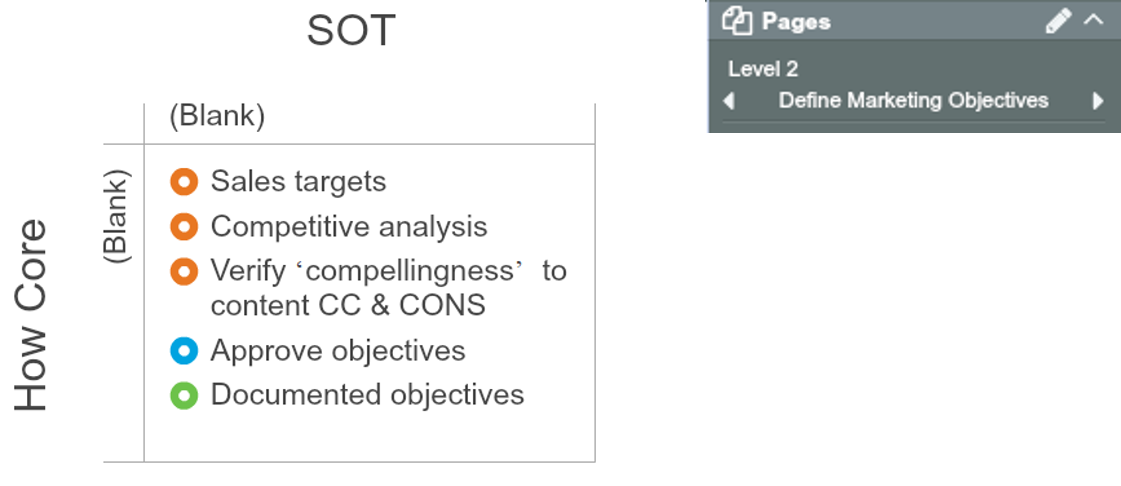 SOT
Pages
Level 2
Define Marketing Objectives
(Blank)
(Blank)
How Core
Sales targets
Competitive analysis
Verify ‘compellingness’ to
content CC & CONS
Approve objectives
Documented objectives